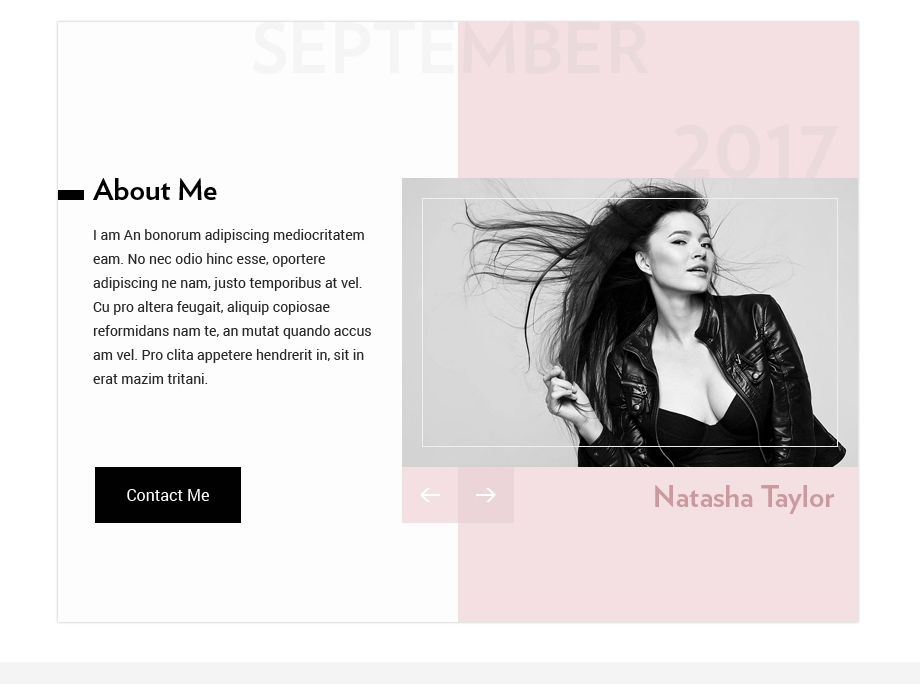 SEPTEMBER
2017
About Me
I am An bonorum adipiscing mediocritatem
eam. No nec odio hinc esse, oportere
adipiscing ne nam, justo temporibus at vel.
Cu pro altera feugait, aliquip copiosae
reformidans nam te, an mutat quando accus
am vel. Pro clita appetere hendrerit in, sit in
erat mazim tritani.
Contact Me
Natasha Taylor